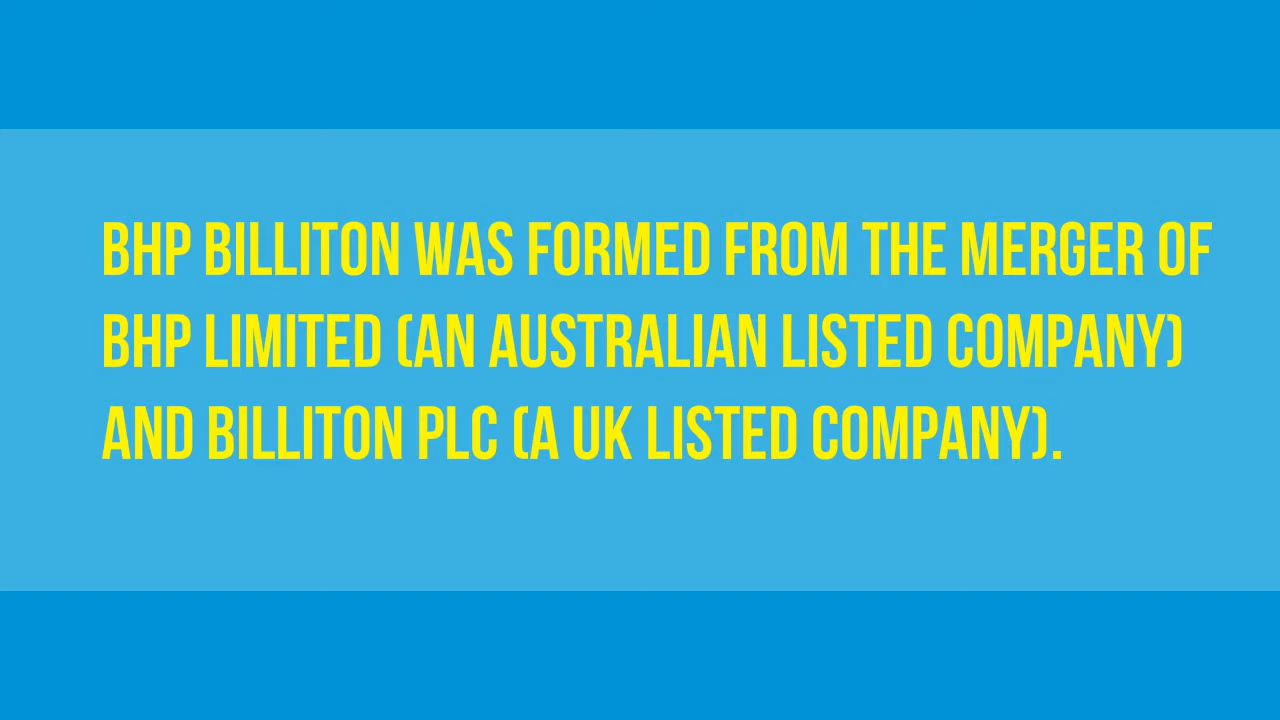 BHP BILLITON WAS FORMED FROM THE MERGER OF
BHP LIMITED (AN AUSTRALIAN LISTED COMPANY)
AND BILLITON PLC (A UK LISTED COMPANY).